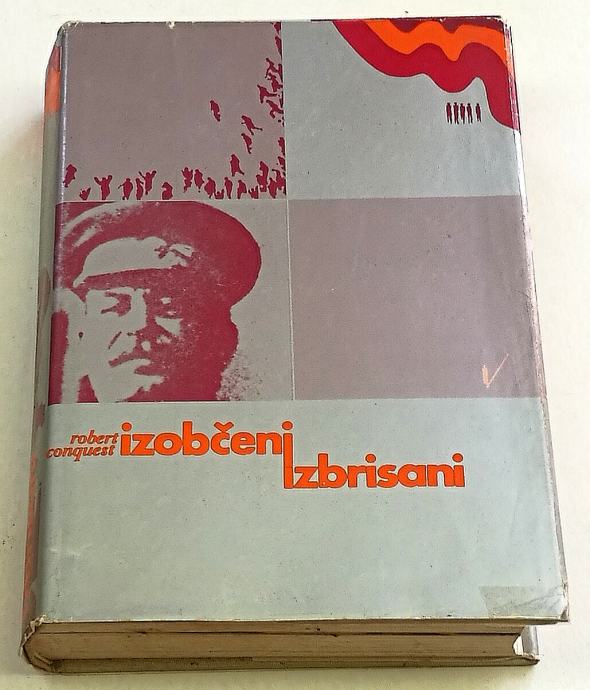 robert
conquest
izobčeni
Izbrisani